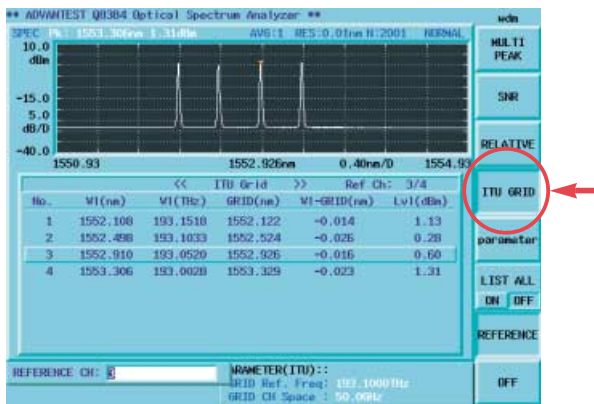 ** ADVANTEST Q8384 Optical Spectrum Analyzer **
wdm
SPEC Pk: 1553.306nm 1.31dBm AVG:1 RES:0.01nm N:2001 NORMAL
10.0
dBm
-15.0
5.0
dB/D
-40.0
1550.93 1552.926nm 0.40nm/D 1554.93
<< ITU Grid >> Ref Ch: 3/4
No. Wl(nm) Wl(THz) GRID(nm) Wl-GRID(nm) Lvl(dBm)
1 1552.108 193.1518 1552.122 -0.014 1.13
2 1552.498 193.1033 1552.524 -0.026 0.28
3 1552.910 193.0520 1552.926 -0.016 0.60
4 1553.306 193.0028 1553.329 -0.023 1.31
REFERENCE CH: 3
ARAMETER(ITU)::
GRID Ref. Freq: 193.1000THz
GRID CH Space : 50.0GHz
MULTI
PEAK
SNR
RELATIVE
ITU GRID
parameter
LIST ALL
ON OFF
REFERENCE
OFF